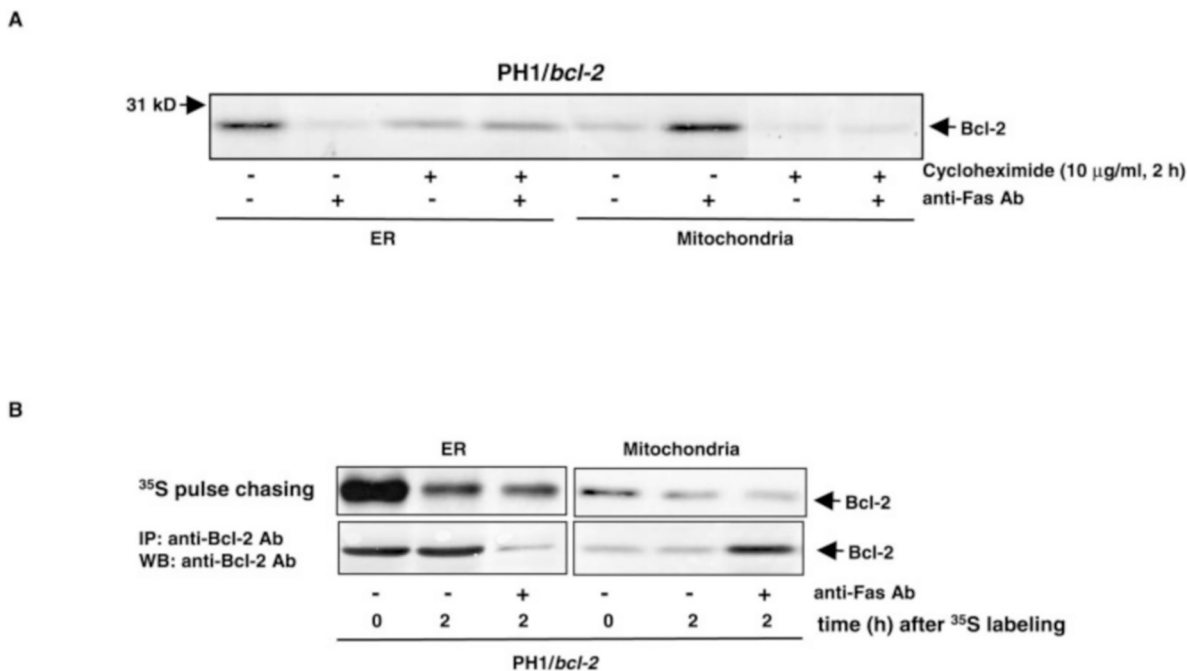 A
PH1/bcl-2
31 kD
Bcl-2
- - + + - - + + Cycloheximide (10 µg/ml, 2 h)
- + - + - + - + anti-Fas Ab
ER Mitochondria
B
ER Mitochondria
35S pulse chasing Bcl-2
IP: anti-Bcl-2 Ab
WB: anti-Bcl-2 Ab
Bcl-2
- - + - - + anti-Fas Ab
0 2 2 0 2 2 time (h) after 35S labeling
PH1/bcl-2